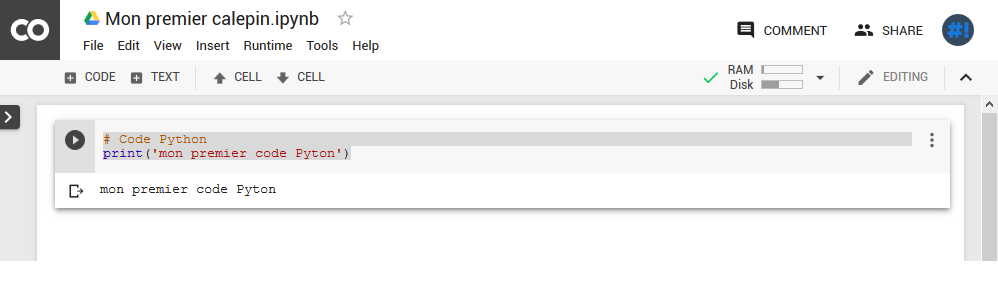 CO Mon premier calepin.ipynb
File Edit View Insert Runtime Tools Help
COMMENT SHARE #!
CODE TEXT CELL CELL RAM Disk EDITING
# Code Python
print('mon premier code Pyton')
mon premier code Pyton